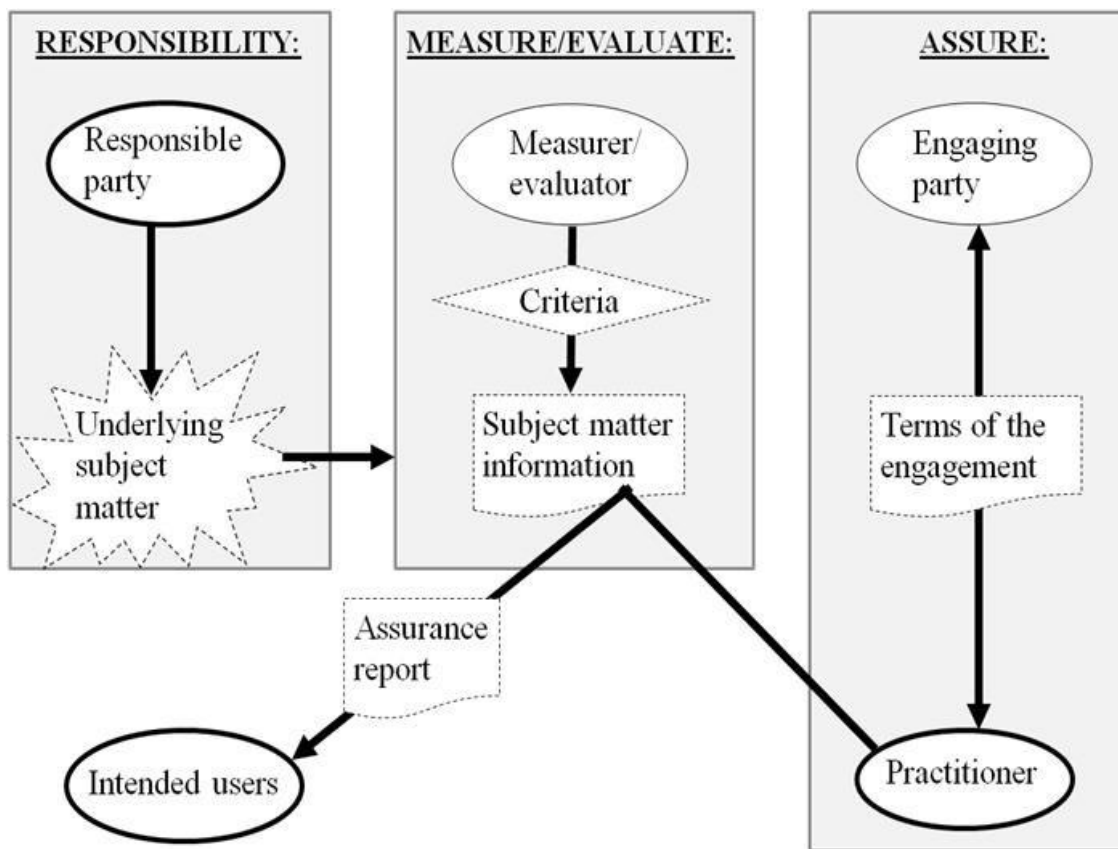 RESPONSIBILITY:
Responsible
party
Underlying
subject
matter
MEASURE/EVALUATE:
Measurer/
evaluator
Criteria
Subject matter
information
ASSURE:
Engaging
party
Terms of the
engagement
Practitioner
Assurance
report
Intended users